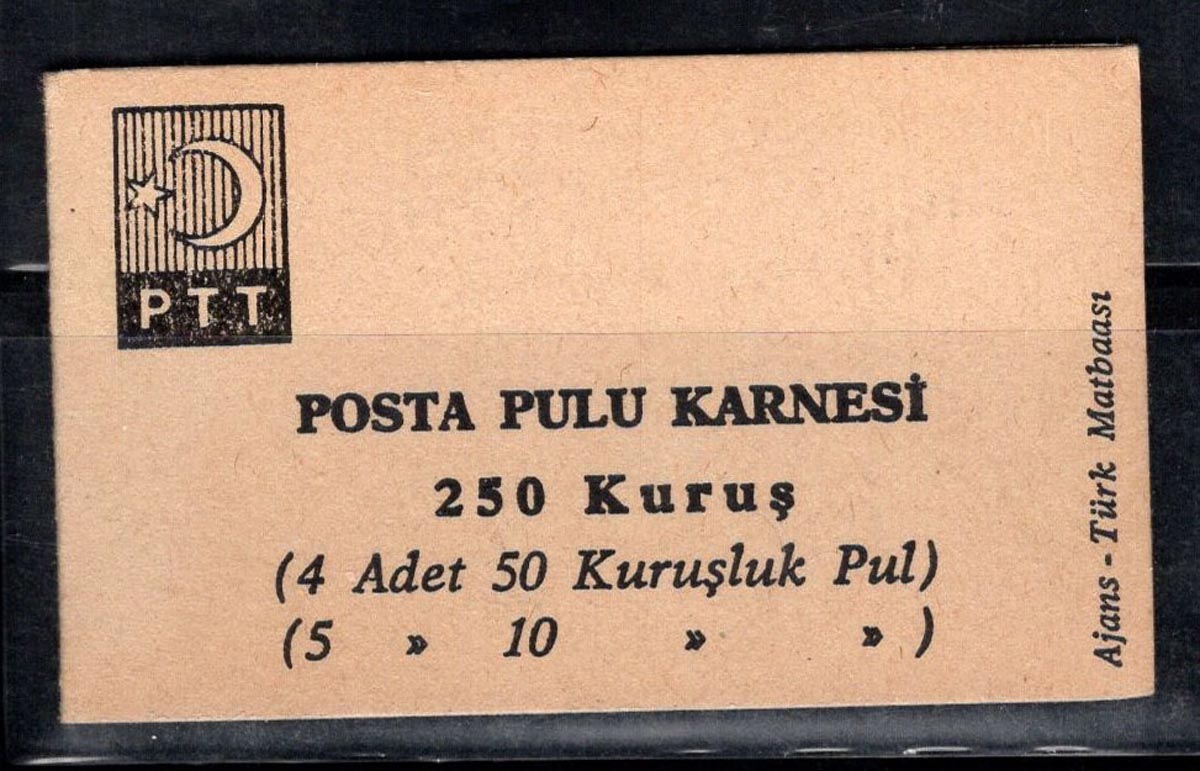 PTT
POSTA PULU KARNESİ
250 Kuruş
(4 Adet 50 Kuruşluk Pul)
(5 » 10 » » )
Ajans - Türk Matbaası